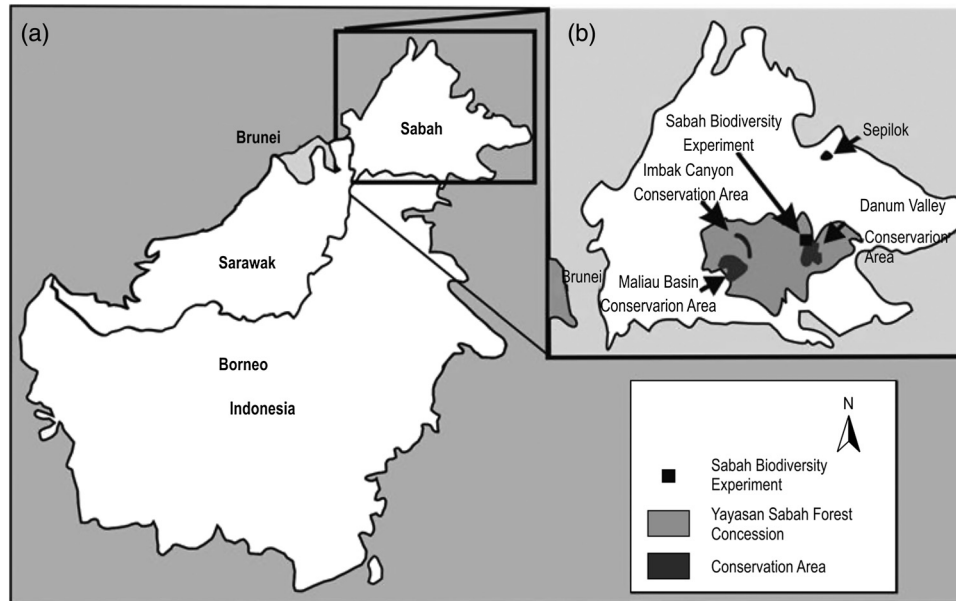 (a)
Brunei
Sabah
Sarawak
Borneo
Indonesia
(b)
Sabah Biodiversity
Experiment
Sepilok
Imbak Canyon
Conservation Area
Danum Valley
Conservarion
Area
Brunei
Maliau Basin
Conservarion Area
N
Sabah Biodiversity
Experiment
Yayasan Sabah Forest
Concession
Conservation Area